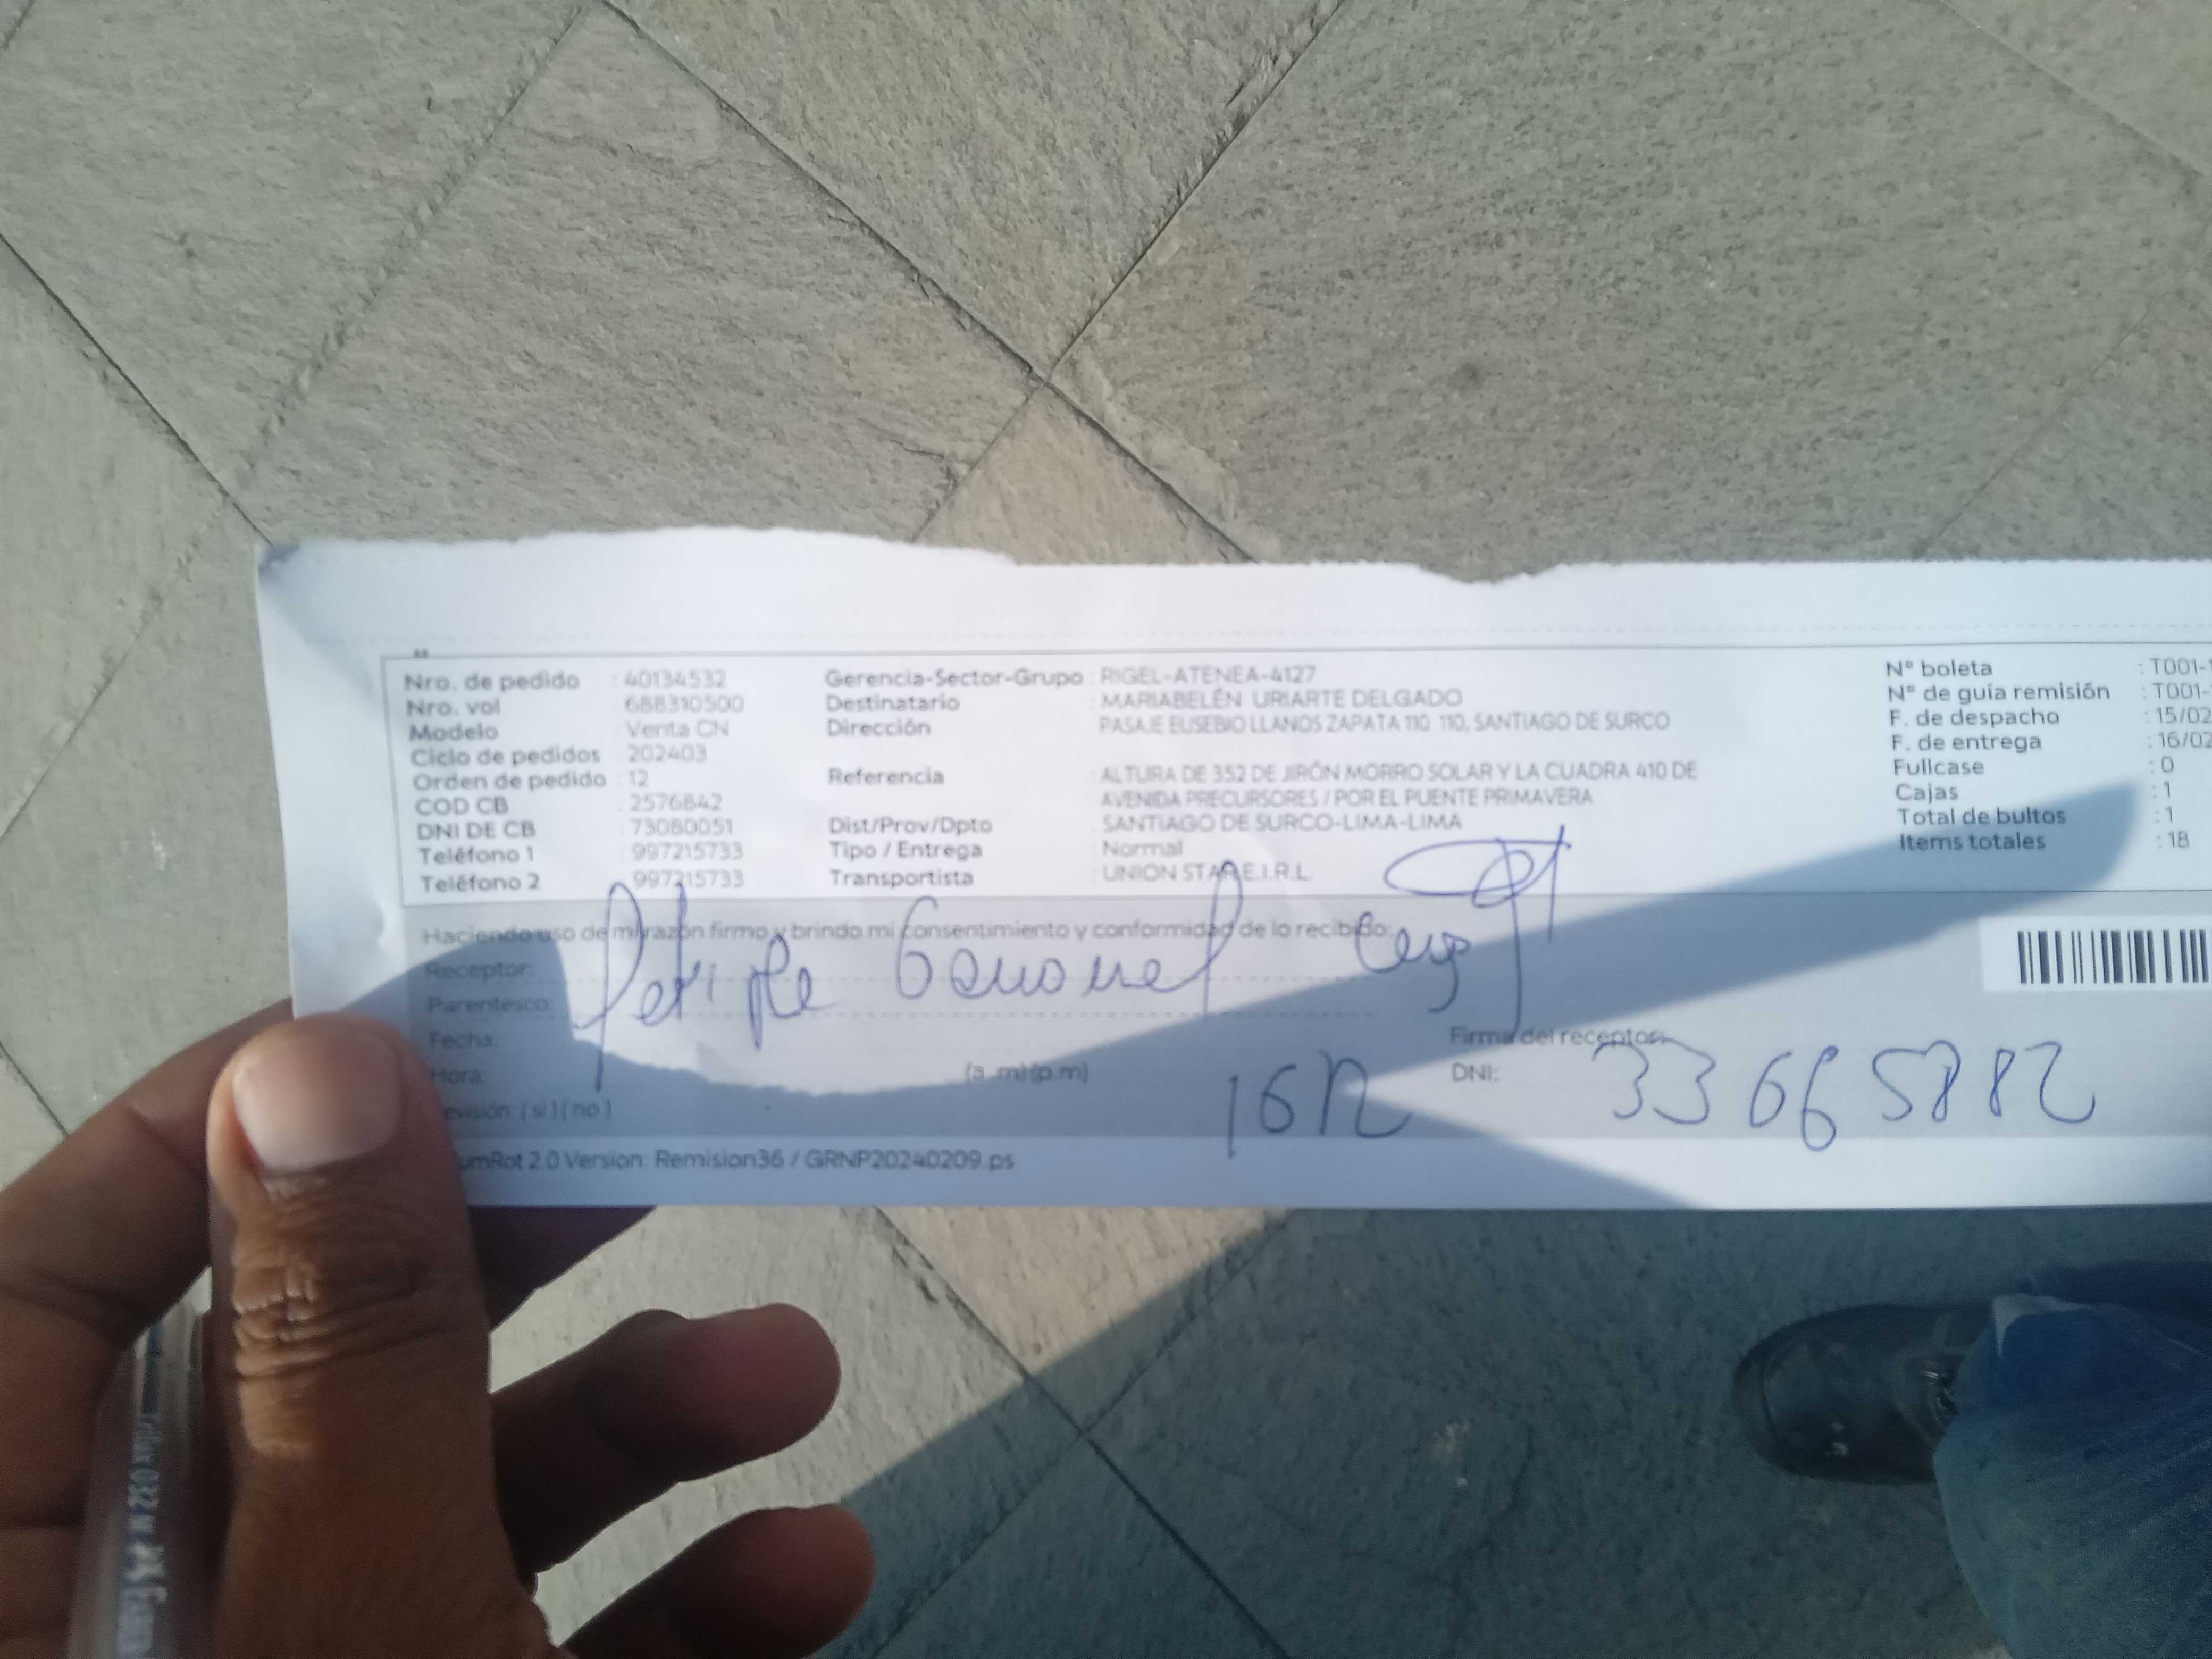 Nro. de pedido : 40134532 Gerencia-Sector-Grupo : RIGEL-ATENEA-4127 N° boleta : T001-1
Nro. vol : 688310500 Destinatario : MARIABELÉN URIARTE DELGADO N° de guía remisión : T001-
Modelo : Venta CN Dirección : PASAJE EUSEBIO LLANOS ZAPATA 110 110, SANTIAGO DE SURCO F. de despacho : 15/02
Ciclo de pedidos : 202403 F. de entrega : 16/02
Orden de pedido : 12 Referencia : ALTURA DE 352 DE JIRÓN MORRO SOLAR Y LA CUADRA 410 DE Fullcase : 0
COD CB : 2576842 AVENIDA PRECURSORES / POR EL PUENTE PRIMAVERA Cajas : 1
DNI DE CB : 73080051 Dist/Prov/Dpto : SANTIAGO DE SURCO-LIMA-LIMA Total de bultos : 1
Teléfono 1 : 997215733 Tipo / Entrega : Normal Items totales : 18
Teléfono 2 : 997215733 Transportista : UNION STAR E.I.R.L.
Haciendo uso de mi razón firmo y brindo mi consentimiento y conformidad de lo recibido:
Receptor:
Parentesco:
Fecha: Firma del receptor:
Hora: (a .m) (p.m) DNI: 33665882
evisión: ( si ) ( no )
umRot 2.0 Version: Remision36 / GRNP20240209.ps